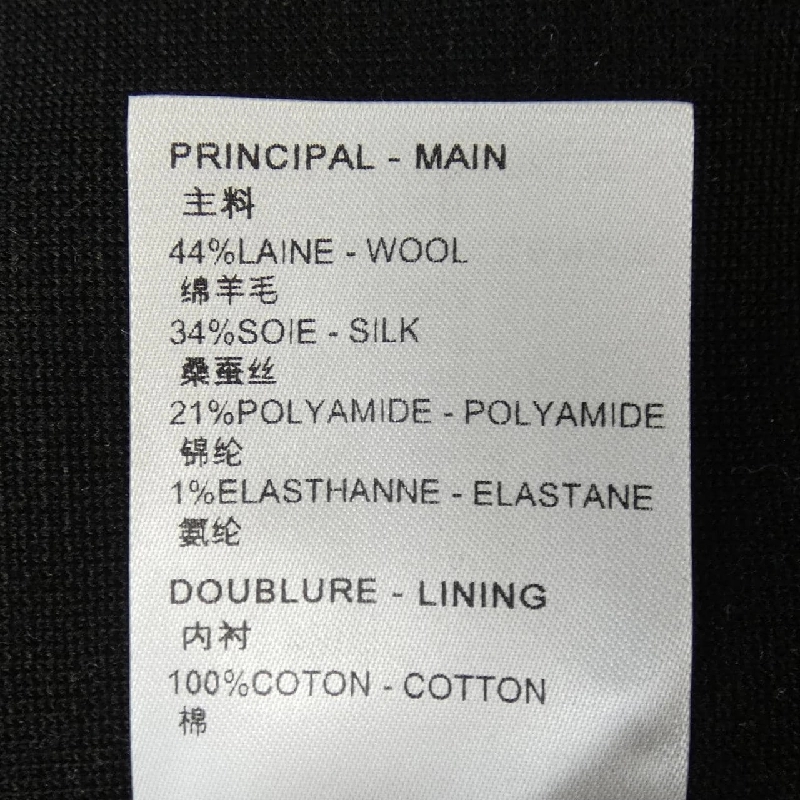 PRINCIPAL - MAIN
主料
44%LAINE - WOOL
绵羊毛
34%SOIE - SILK
桑蚕丝
21%POLYAMIDE - POLYAMIDE
锦纶
1%ELASTHANNE - ELASTANE
氨纶
DOUBLURE - LINING
内衬
100%COTON - COTTON
棉